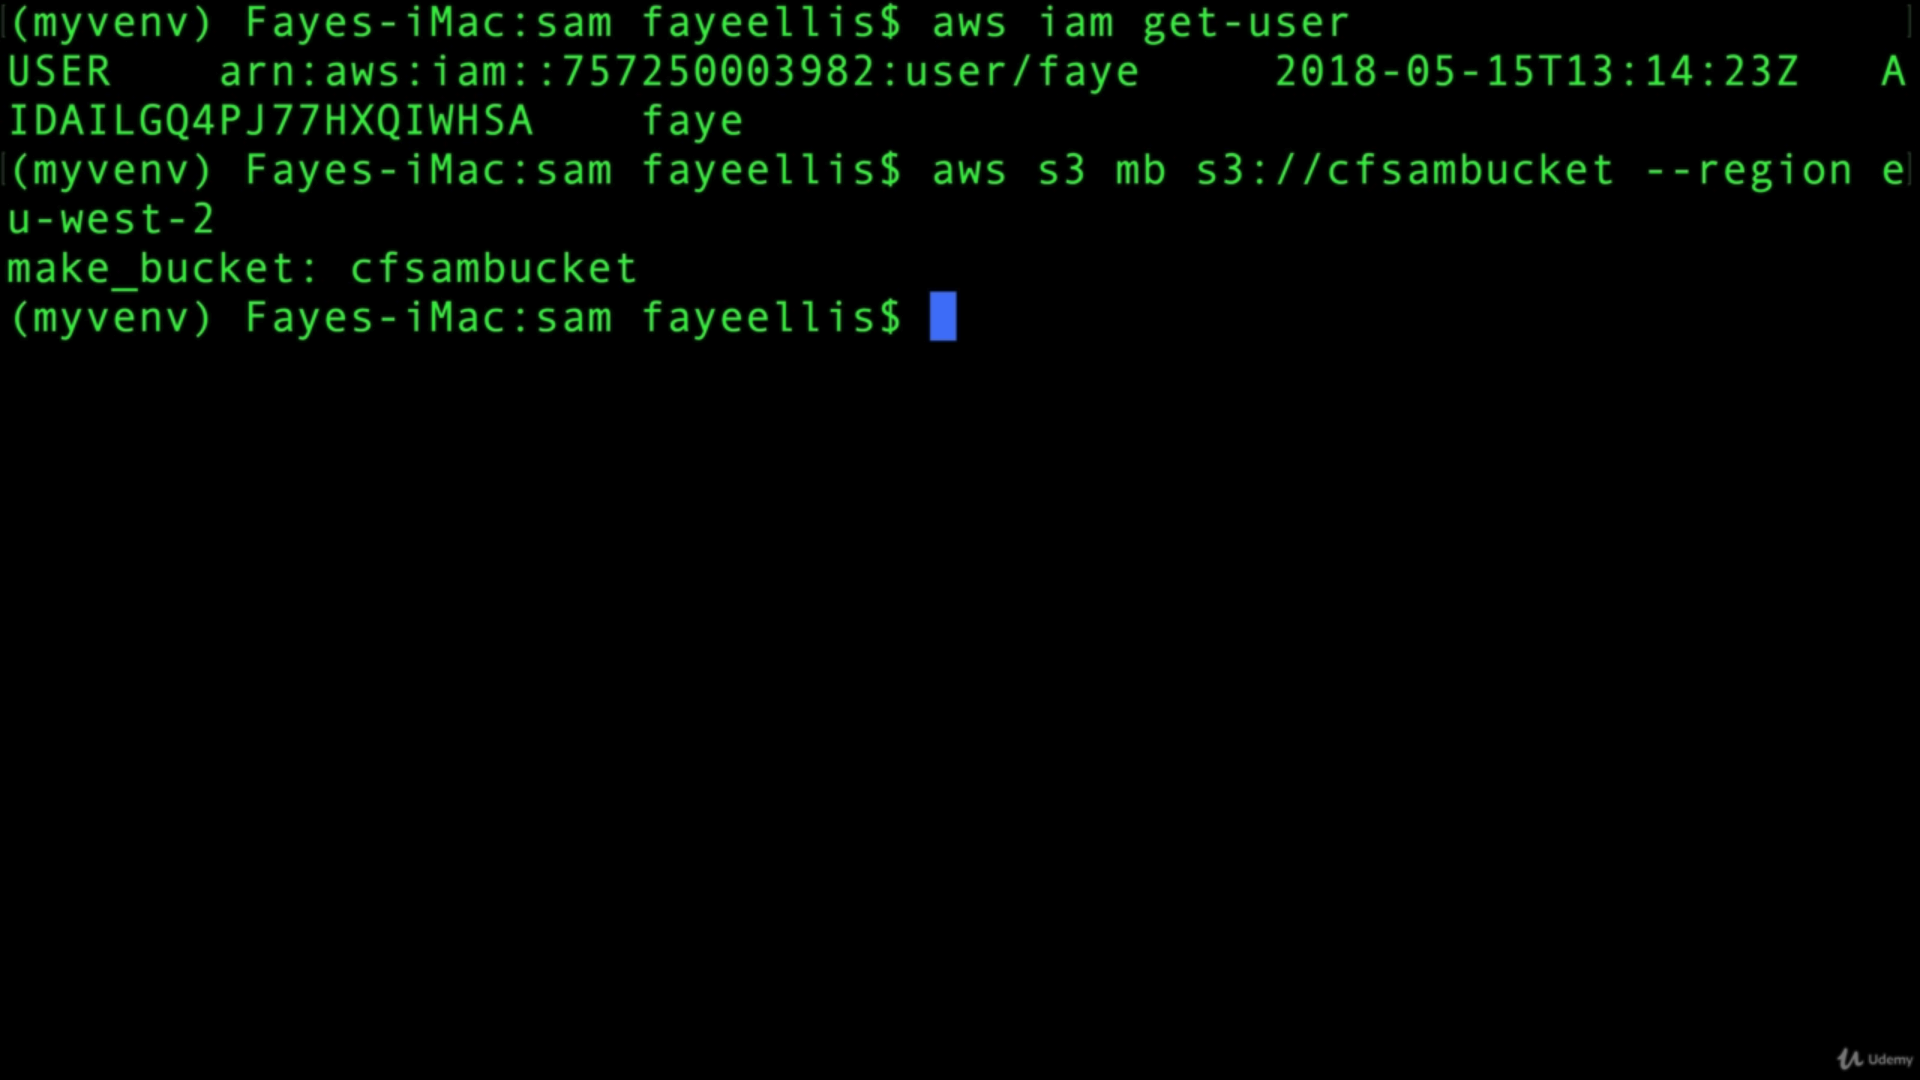 (myvenv) Fayes-iMac:sam fayeellis$ aws iam get-user
USER    arn:aws:iam::757250003982:user/faye     2018-05-15T13:14:23Z   A
IDAILGQ4PJ77HXQIWHSA    faye
(myvenv) Fayes-iMac:sam fayeellis$ aws s3 mb s3://cfsambucket --region e
u-west-2
make_bucket: cfsambucket
(myvenv) Fayes-iMac:sam fayeellis$
Udemy